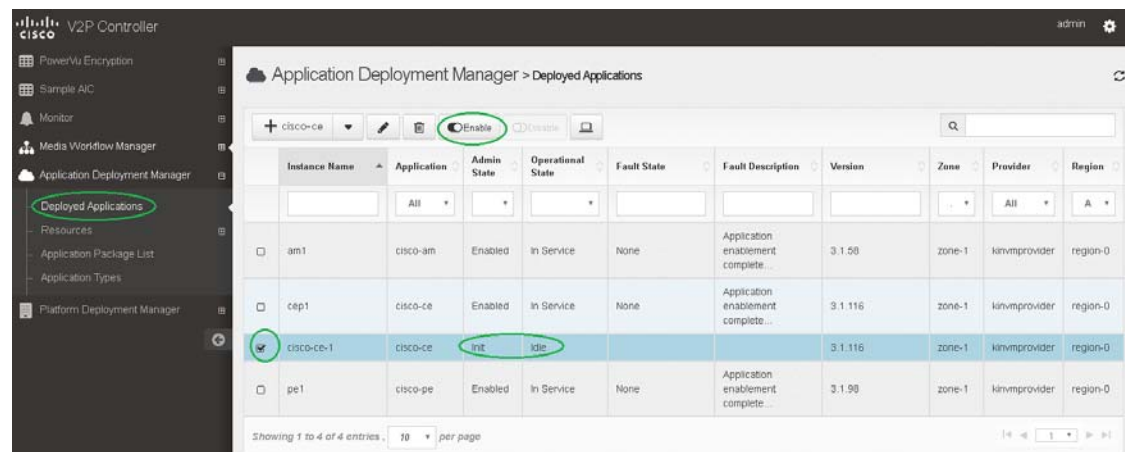 cisco V2P Controller
admin
PowerVu Encryption
Sample AIC
Monitor
Media Workflow Manager
Application Deployment Manager
Deployed Applications
Resources
Application Package List
Application Types
Platform Deployment Manager
Application Deployment Manager > Deployed Applications
cisco-ce Enable Disable
Instance Name Application Admin State Operational State Fault State Fault Description Version Zone Provider Region
All All A
am1 cisco-am Enabled In Service None Application enablement complete... 3.1.58 zone-1 kinvmprovider region-0
cep1 cisco-ce Enabled In Service None Application enablement complete... 3.1.116 zone-1 kinvmprovider region-0
cisco-ce-1 cisco-ce Init Idle 3.1.116 zone-1 kinvmprovider region-0
pe1 cisco-pe Enabled In Service None Application enablement complete... 3.1.98 zone-1 kinvmprovider region-0
Showing 1 to 4 of 4 entries , 10 per page
1